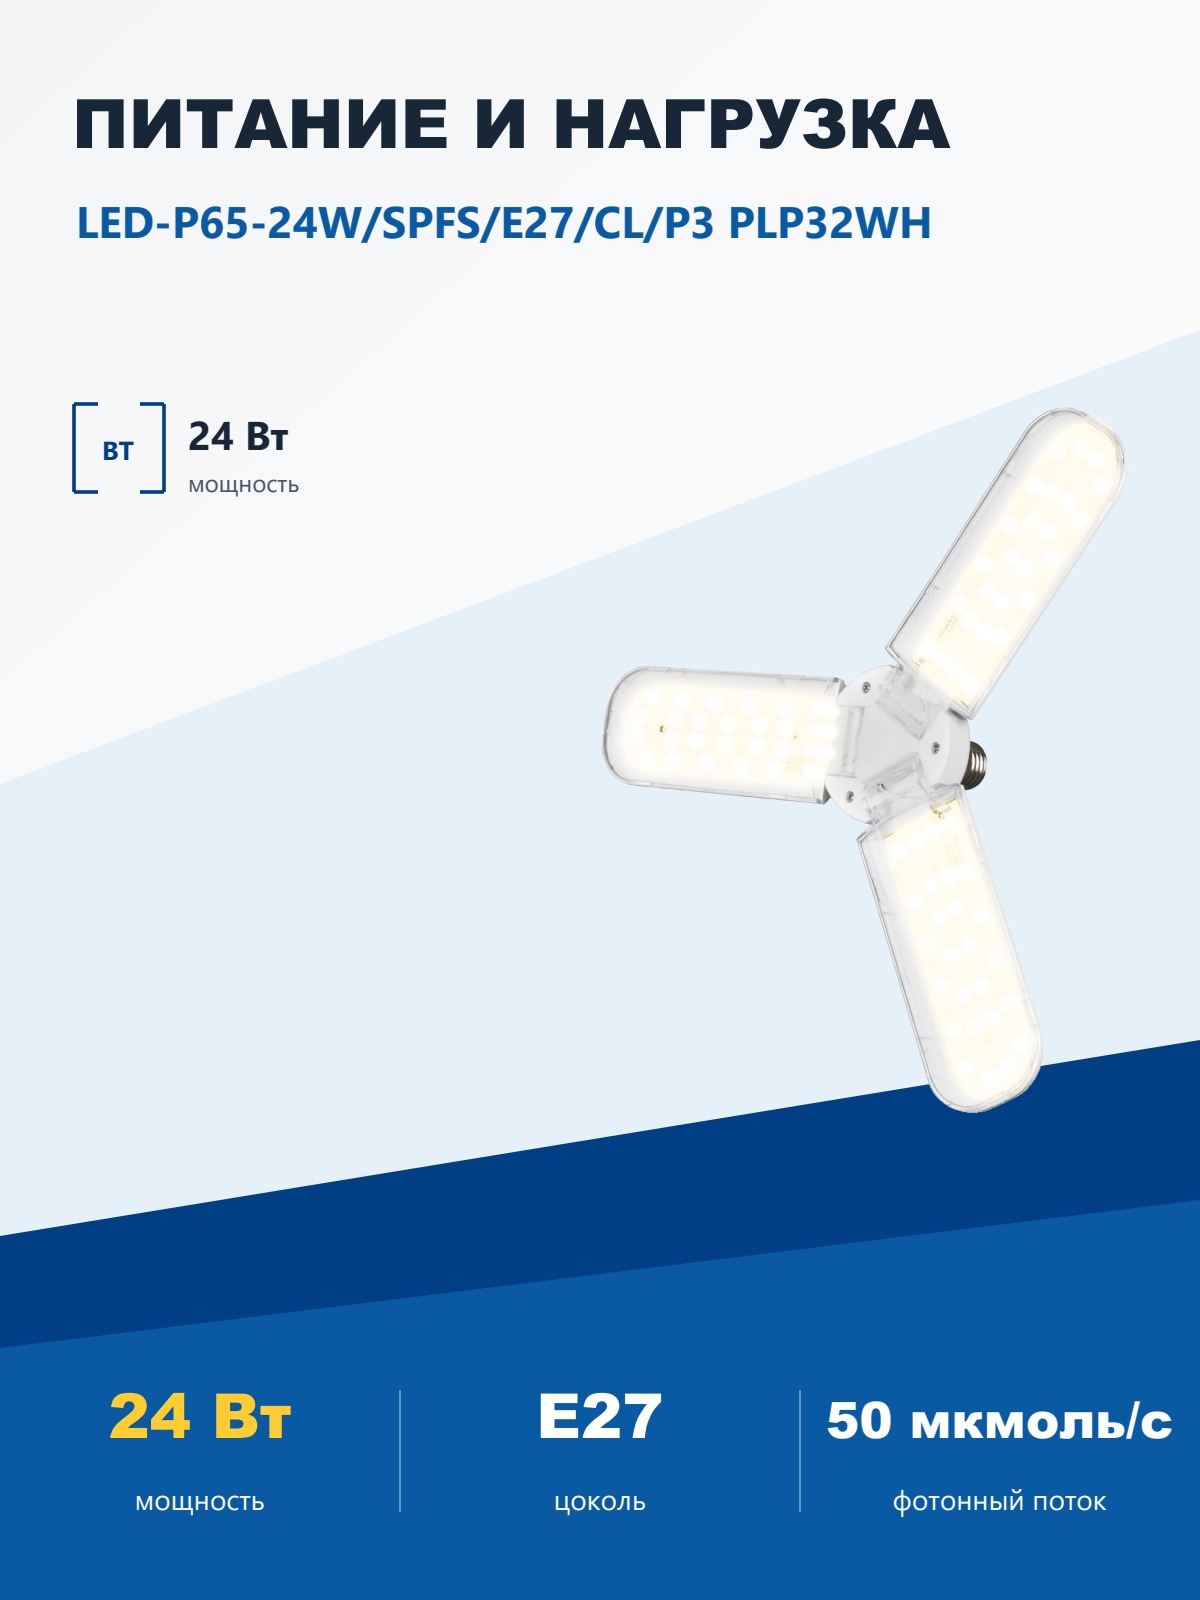 ПИТАНИЕ И НАГРУЗКА
LED-P65-24W/SPFS/E27/CL/P3 PLP32WH
ВТ
24 Вт
мощность
24 Вт
мощность
E27
цоколь
50 мкмоль/с
фотонный поток